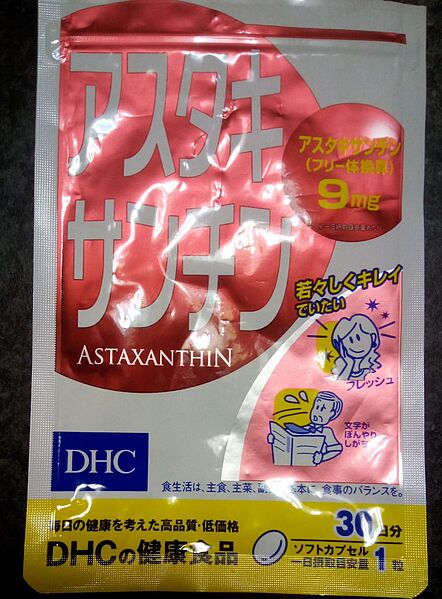 アスタキ
サンチン
ASTAXANTHIN
アスタキサンチン
(フリー体換算)
9mg
若々しくキレイ
でいたい
フレッシュ
文字が
ぼんやり
しがち
DHC
食生活は、主食、主菜、副 基本に、食事のバランスを。
毎日の健康を考えた高品質・低価格
DHCの健康食品
30日分
ソフトカプセル
一日摂取目安量1粒